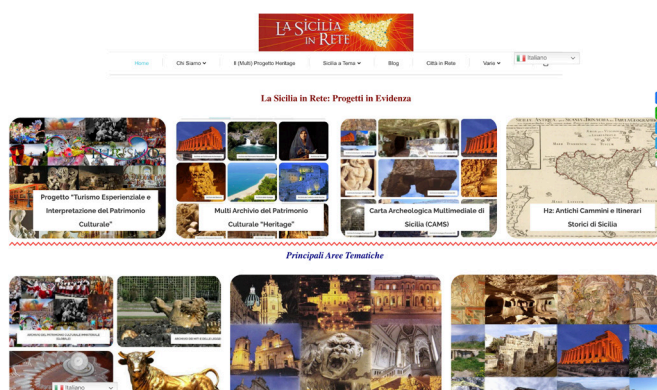 LA SICILIA
IN RETE
Home
Chi Siamo
Il (Multi) Progetto Heritage
Sicilia a Tema
Blog
Città in Rete
Varie
Italiano
La Sicilia in Rete: Progetti in Evidenza
Progetto "Turismo Esperienziale e
Interpretazione del Patrimonio
Culturale"
Multi Archivio del Patrimonio
Culturale "Heritage"
Carta Archeologica Multimediale di
Sicilia (CAMS)
H2: Antichi Cammini e Itinerari
Storici di Sicilia
Principali Aree Tematiche
Italiano